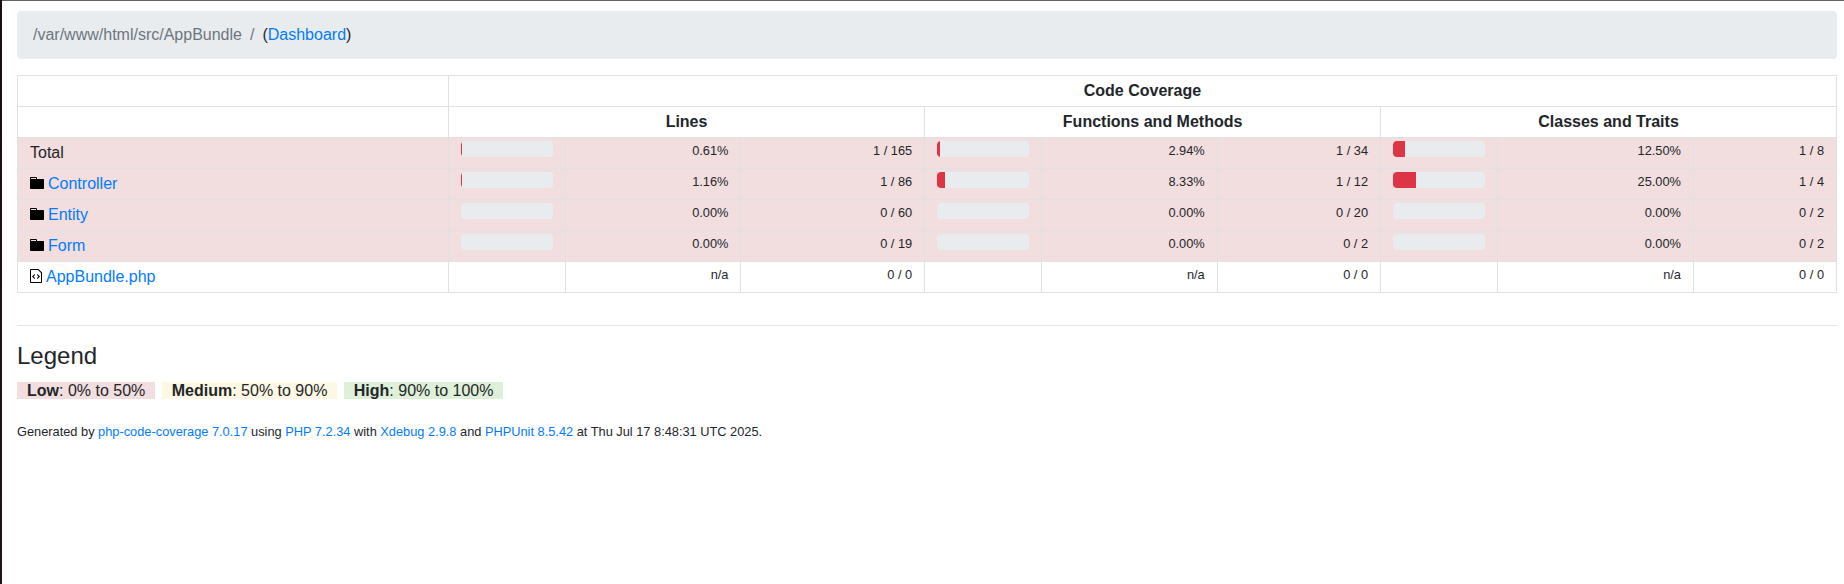 /var/www/html/src/AppBundle / (Dashboard)
Code Coverage
Lines Functions and Methods Classes and Traits
Total 0.61% 1 / 165 2.94% 1 / 34 12.50% 1 / 8
Controller 1.16% 1 / 86 8.33% 1 / 12 25.00% 1 / 4
Entity 0.00% 0 / 60 0.00% 0 / 20 0.00% 0 / 2
Form 0.00% 0 / 19 0.00% 0 / 2 0.00% 0 / 2
AppBundle.php n/a 0 / 0 n/a 0 / 0 n/a 0 / 0
Legend
Low: 0% to 50% Medium: 50% to 90% High: 90% to 100%
Generated by php-code-coverage 7.0.17 using PHP 7.2.34 with Xdebug 2.9.8 and PHPUnit 8.5.42 at Thu Jul 17 8:48:31 UTC 2025.